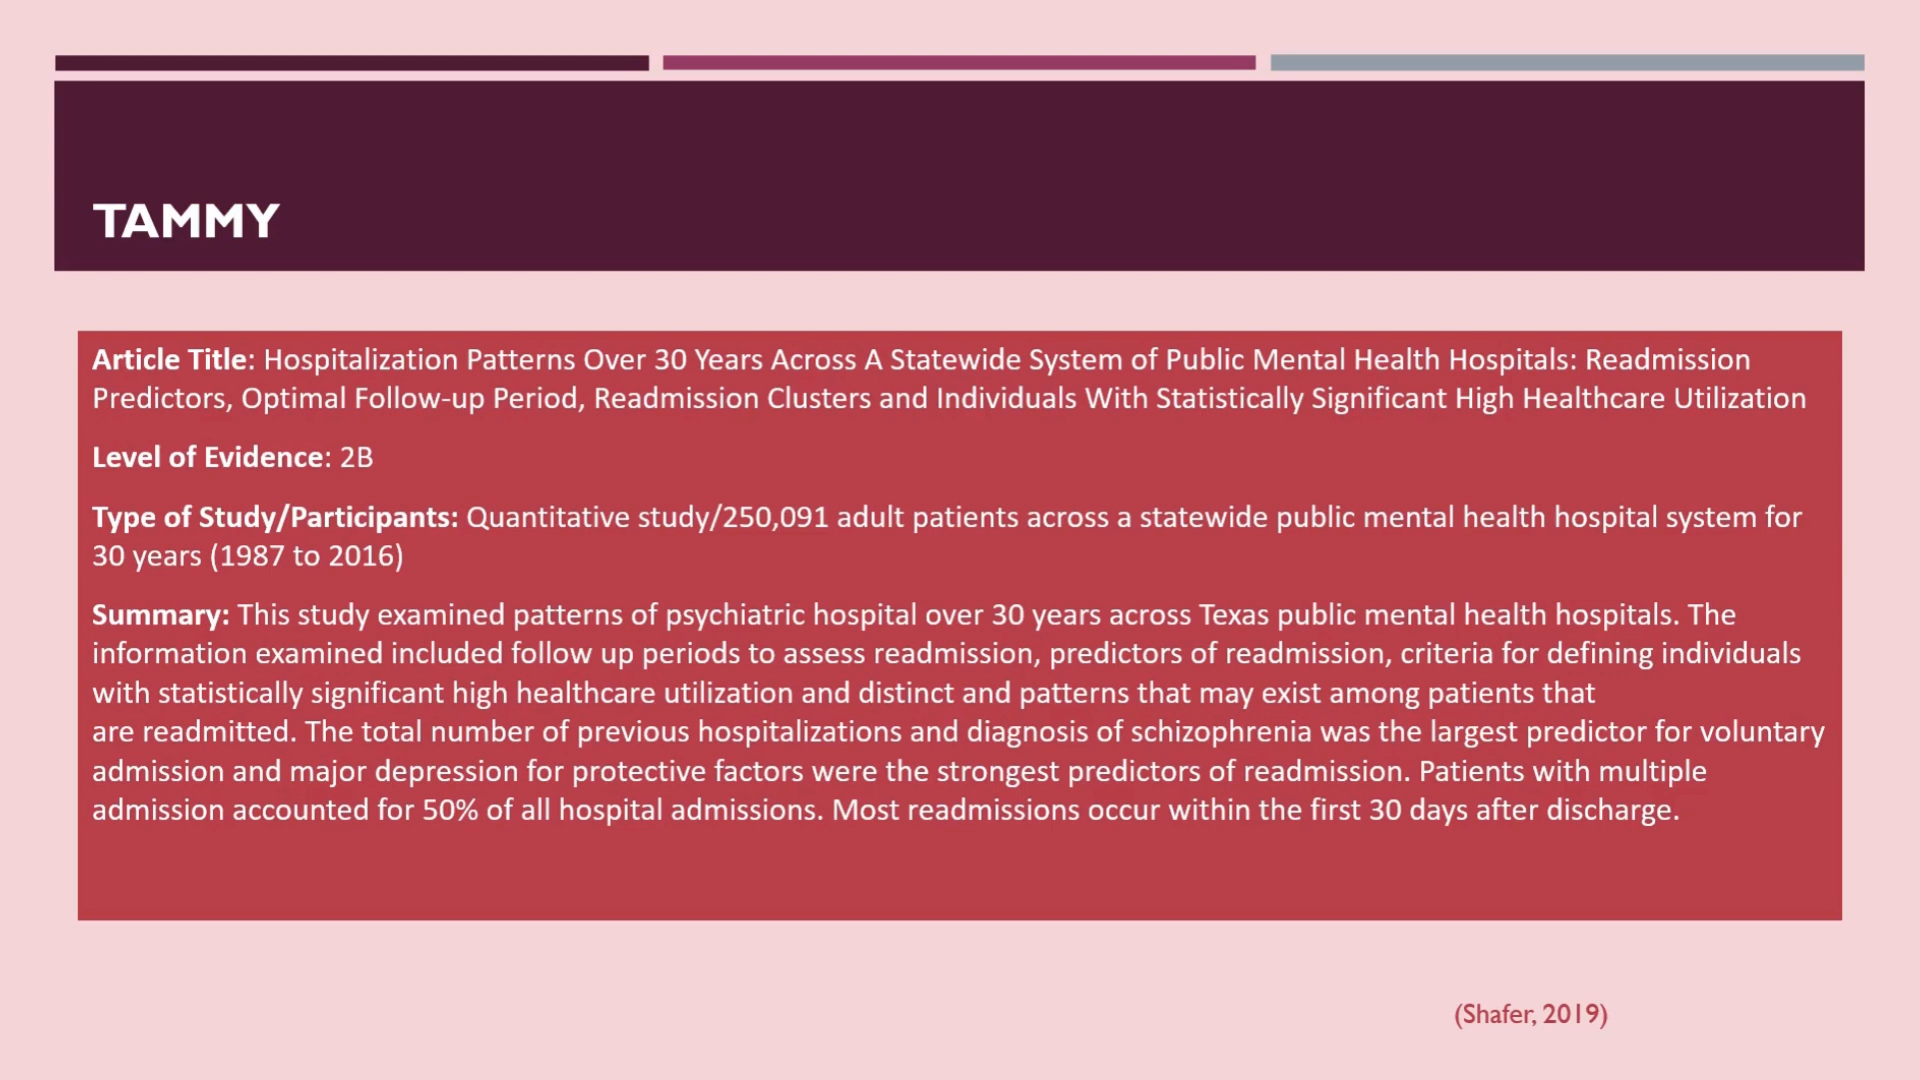 TAMMY
Article Title: Hospitalization Patterns Over 30 Years Across A Statewide System of Public Mental Health Hospitals: Readmission
Predictors, Optimal Follow-up Period, Readmission Clusters and Individuals With Statistically Significant High Healthcare Utilization
Level of Evidence: 2B
Type of Study/Participants: Quantitative study/250,091 adult patients across a statewide public mental health hospital system for
30 years (1987 to 2016)
Summary: This study examined patterns of psychiatric hospital over 30 years across Texas public mental health hospitals. The
information examined included follow up periods to assess readmission, predictors of readmission, criteria for defining individuals
with statistically significant high healthcare utilization and distinct and patterns that may exist among patients that
are readmitted. The total number of previous hospitalizations and diagnosis of schizophrenia was the largest predictor for voluntary
admission and major depression for protective factors were the strongest predictors of readmission. Patients with multiple
admission accounted for 50% of all hospital admissions. Most readmissions occur within the first 30 days after discharge.
(Shafer, 2019)